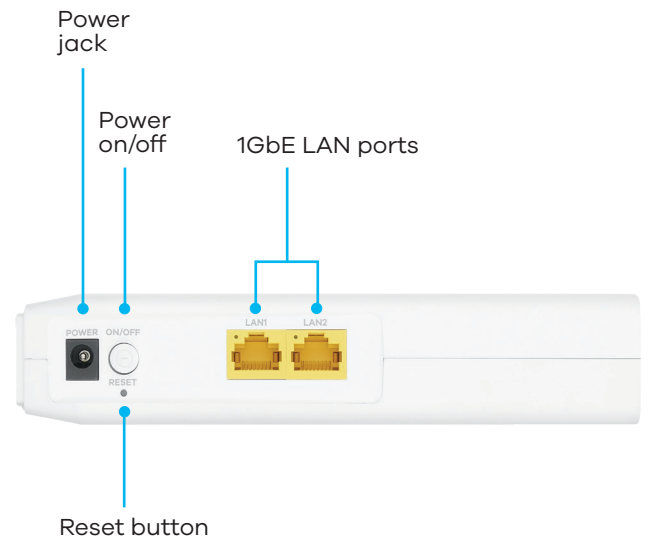 Power
jack
Power
on/off
1GbE LAN ports
POWER
ON/OFF
LAN1
LAN2
RESET
Reset button